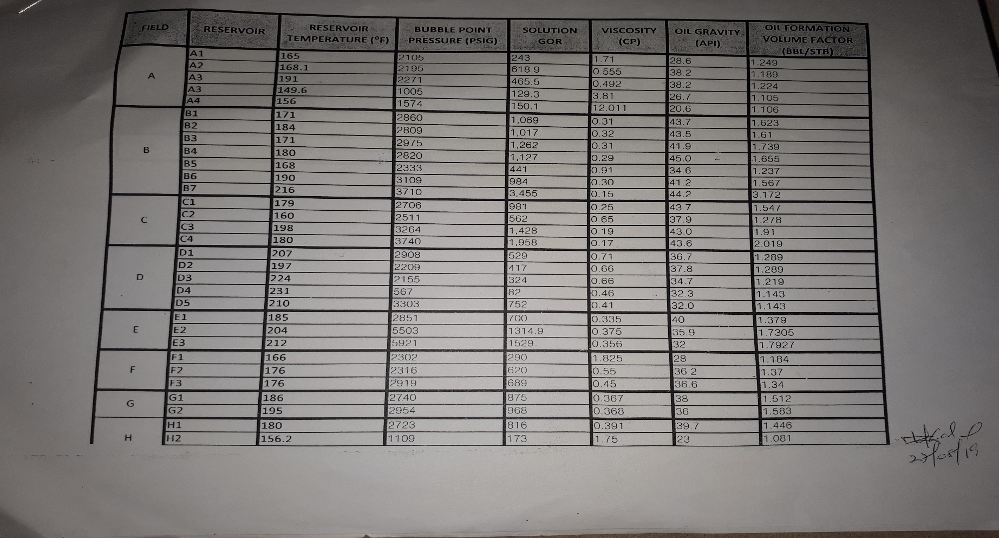 FIELD RESERVOIR RESERVOIR TEMPERATURE (ºF) BUBBLE POINT PRESSURE (PSIG) SOLUTION GOR VISCOSITY (CP) OIL GRAVITY (API) OIL FORMATION VOLUME FACTOR (BBL/STB)
A A1 165 2105 243 1.71 28.6 1.249
A2 168.1 2195 618.9 0.555 38.2 1.189
A3 191 2271 465.5 0.492 38.2 1.224
A3 149.6 1005 129.3 3.81 26.7 1.105
A4 156 1574 150.1 12.011 20.6 1.106
B B1 171 2860 1,069 0.31 43.7 1.623
B2 184 2809 1,017 0.32 43.5 1.61
B3 171 2975 1,262 0.31 41.9 1.739
B4 180 2820 1,127 0.29 45.0 1.655
B5 168 2333 441 0.91 34.6 1.237
B6 190 3109 984 0.30 41.2 1.567
B7 216 3710 3,455 0.15 44.2 3.172
C C1 179 2706 981 0.25 43.7 1.547
C2 160 2511 562 0.65 37.9 1.278
C3 198 3264 1,428 0.19 43.0 1.91
C4 180 3740 1,958 0.17 43.6 2.019
D D1 207 2908 529 0.71 36.7 1.289
D2 197 2209 417 0.66 37.8 1.289
D3 224 2155 324 0.66 34.7 1.219
D4 231 567 82 0.46 32.3 1.143
D5 210 3303 752 0.41 32.0 1.143
E E1 185 2851 700 0.335 40 1.379
E2 204 5503 1314.9 0.375 35.9 1.7305
E3 212 5921 1529 0.356 32 1.7927
F F1 166 2302 290 1.825 28 1.184
F2 176 2316 620 0.55 36.2 1.37
F3 176 2919 689 0.45 36.6 1.34
G G1 186 2740 875 0.367 38 1.512
G2 195 2954 968 0.368 36 1.583
H H1 180 2723 816 0.391 39.7 1.446
H2 156.2 1109 173 1.75 23 1.081
27/08/19